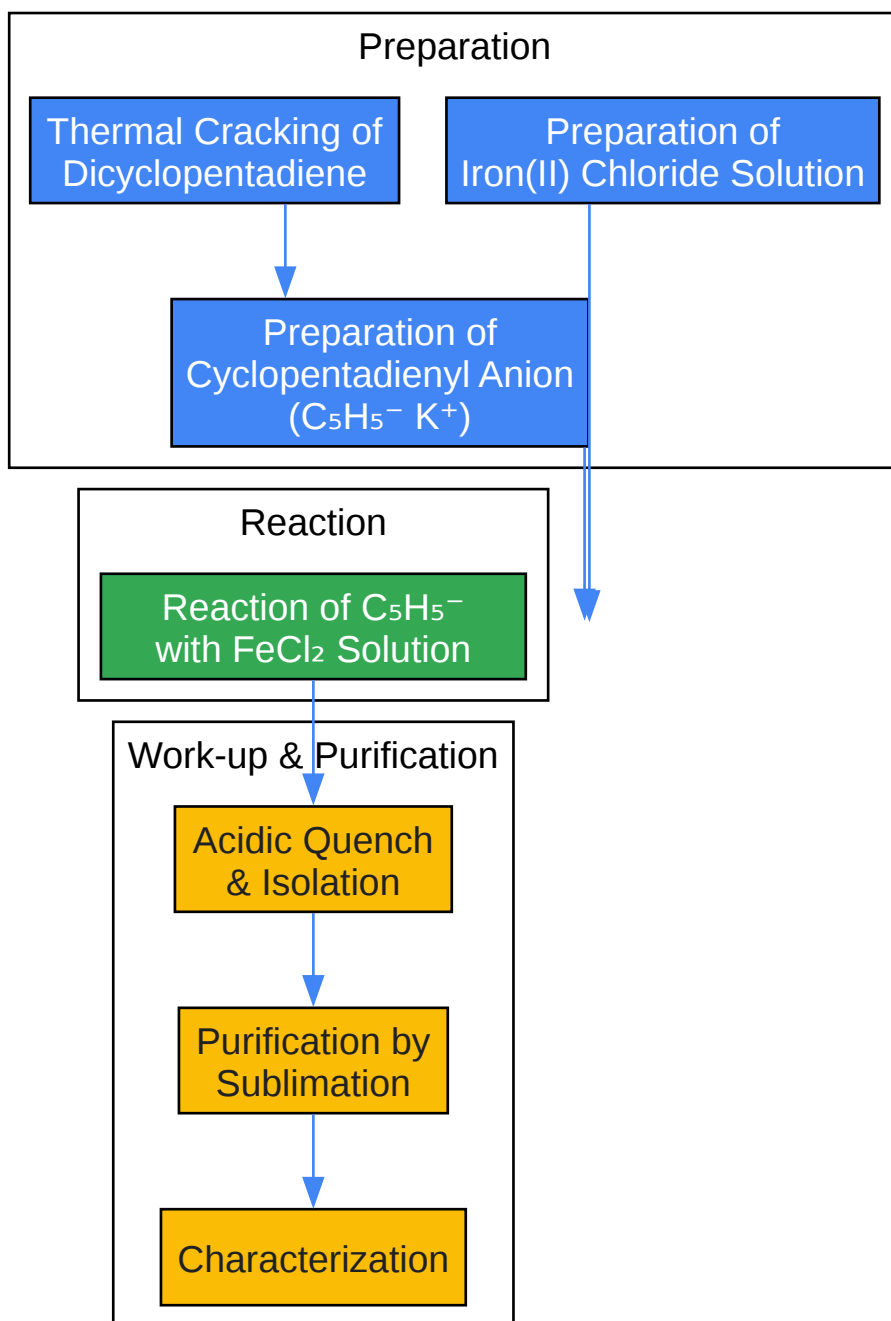 Preparation
Thermal Cracking of
Dicyclopentadiene
Preparation of
Iron(II) Chloride Solution
Preparation of
Cyclopentadienyl Anion
(C₅H₅⁻ K⁺)
Reaction
Reaction of C₅H₅⁻
with FeCl₂ Solution
Work-up & Purification
Acidic Quench
& Isolation
Purification by
Sublimation
Characterization